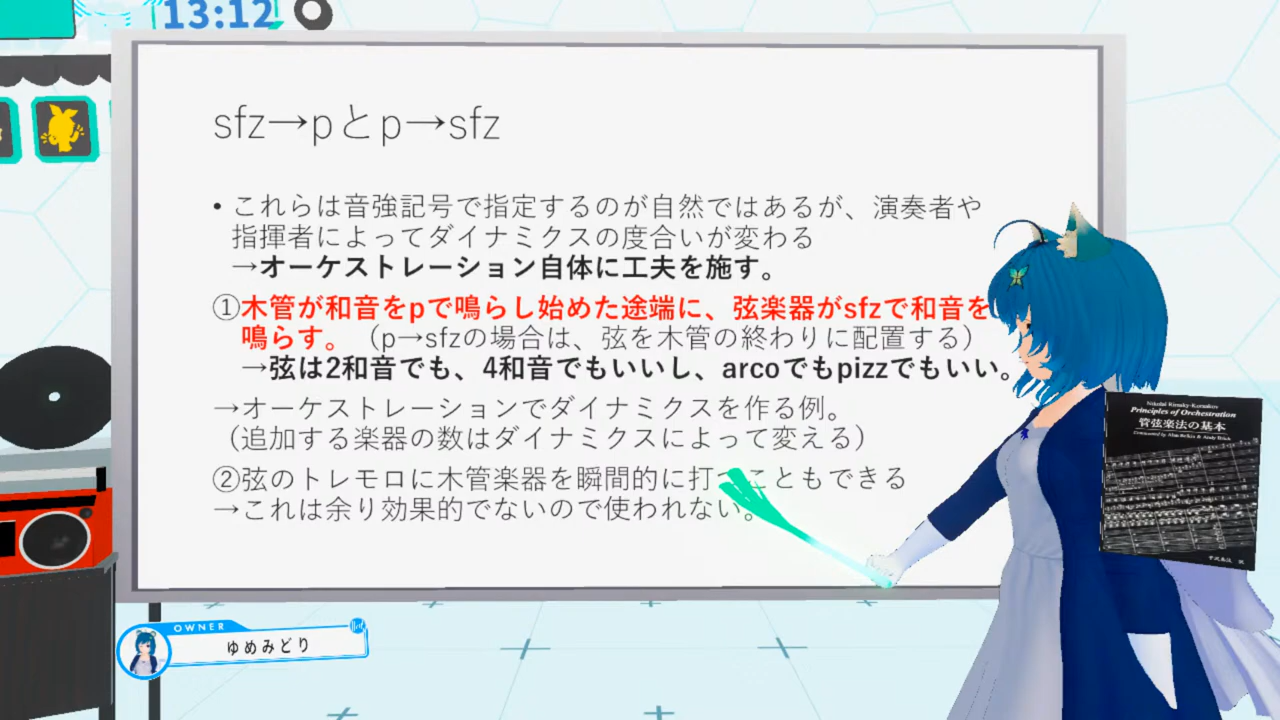 13:12
sfz→pとp→sfz
• これらは音強記号で指定するのが自然ではあるが、演奏者や
指揮者によってダイナミクスの度合いが変わる
→オーケストレーション自体に工夫を施す。
①木管が和音をpで鳴らし始めた途端に、弦楽器がsfzで和音を
鳴らす。（p→sfzの場合は、弦を木管の終わりに配置する）
→弦は2和音でも、4和音でもいいし、arcoでもpizzでもいい。
→オーケストレーションでダイナミクスを作る例。
（追加する楽器の数はダイナミクスによって変える）
②弦のトレモロに木管楽器を瞬間的に打つこともできる
→これは余り効果的でないので使われない。
Nikolai Rimsky-Korsakov
Principles of Orchestration
管弦楽法の基本
OWNER
ゆめみどり